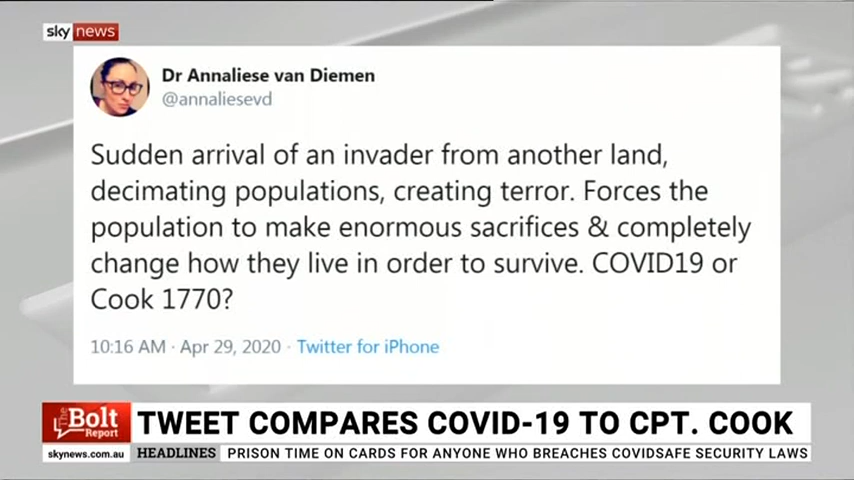 sky news
Dr Annaliese van Diemen
@annaliesevd
Sudden arrival of an invader from another land,
decimating populations, creating terror. Forces the
population to make enormous sacrifices & completely
change how they live in order to survive. COVID19 or
Cook 1770?
10:16 AM · Apr 29, 2020 · Twitter for iPhone
The Bolt Report
TWEET COMPARES COVID-19 TO CPT. COOK
skynews.com.au HEADLINES PRISON TIME ON CARDS FOR ANYONE WHO BREACHES COVIDSAFE SECURITY LAWS